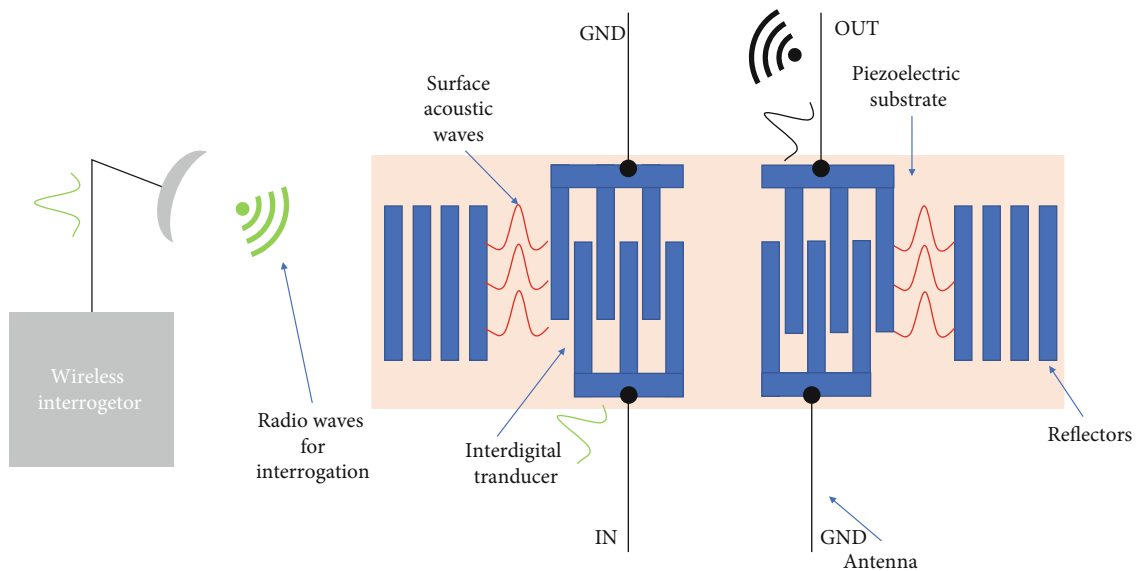 GND
OUT
Surface
acoustic
waves
Piezoelectric
substrate
Wireless
interrogetor
Radio waves
for
interrogation
Interdigital
tranducer
Reflectors
IN
GND
Antenna